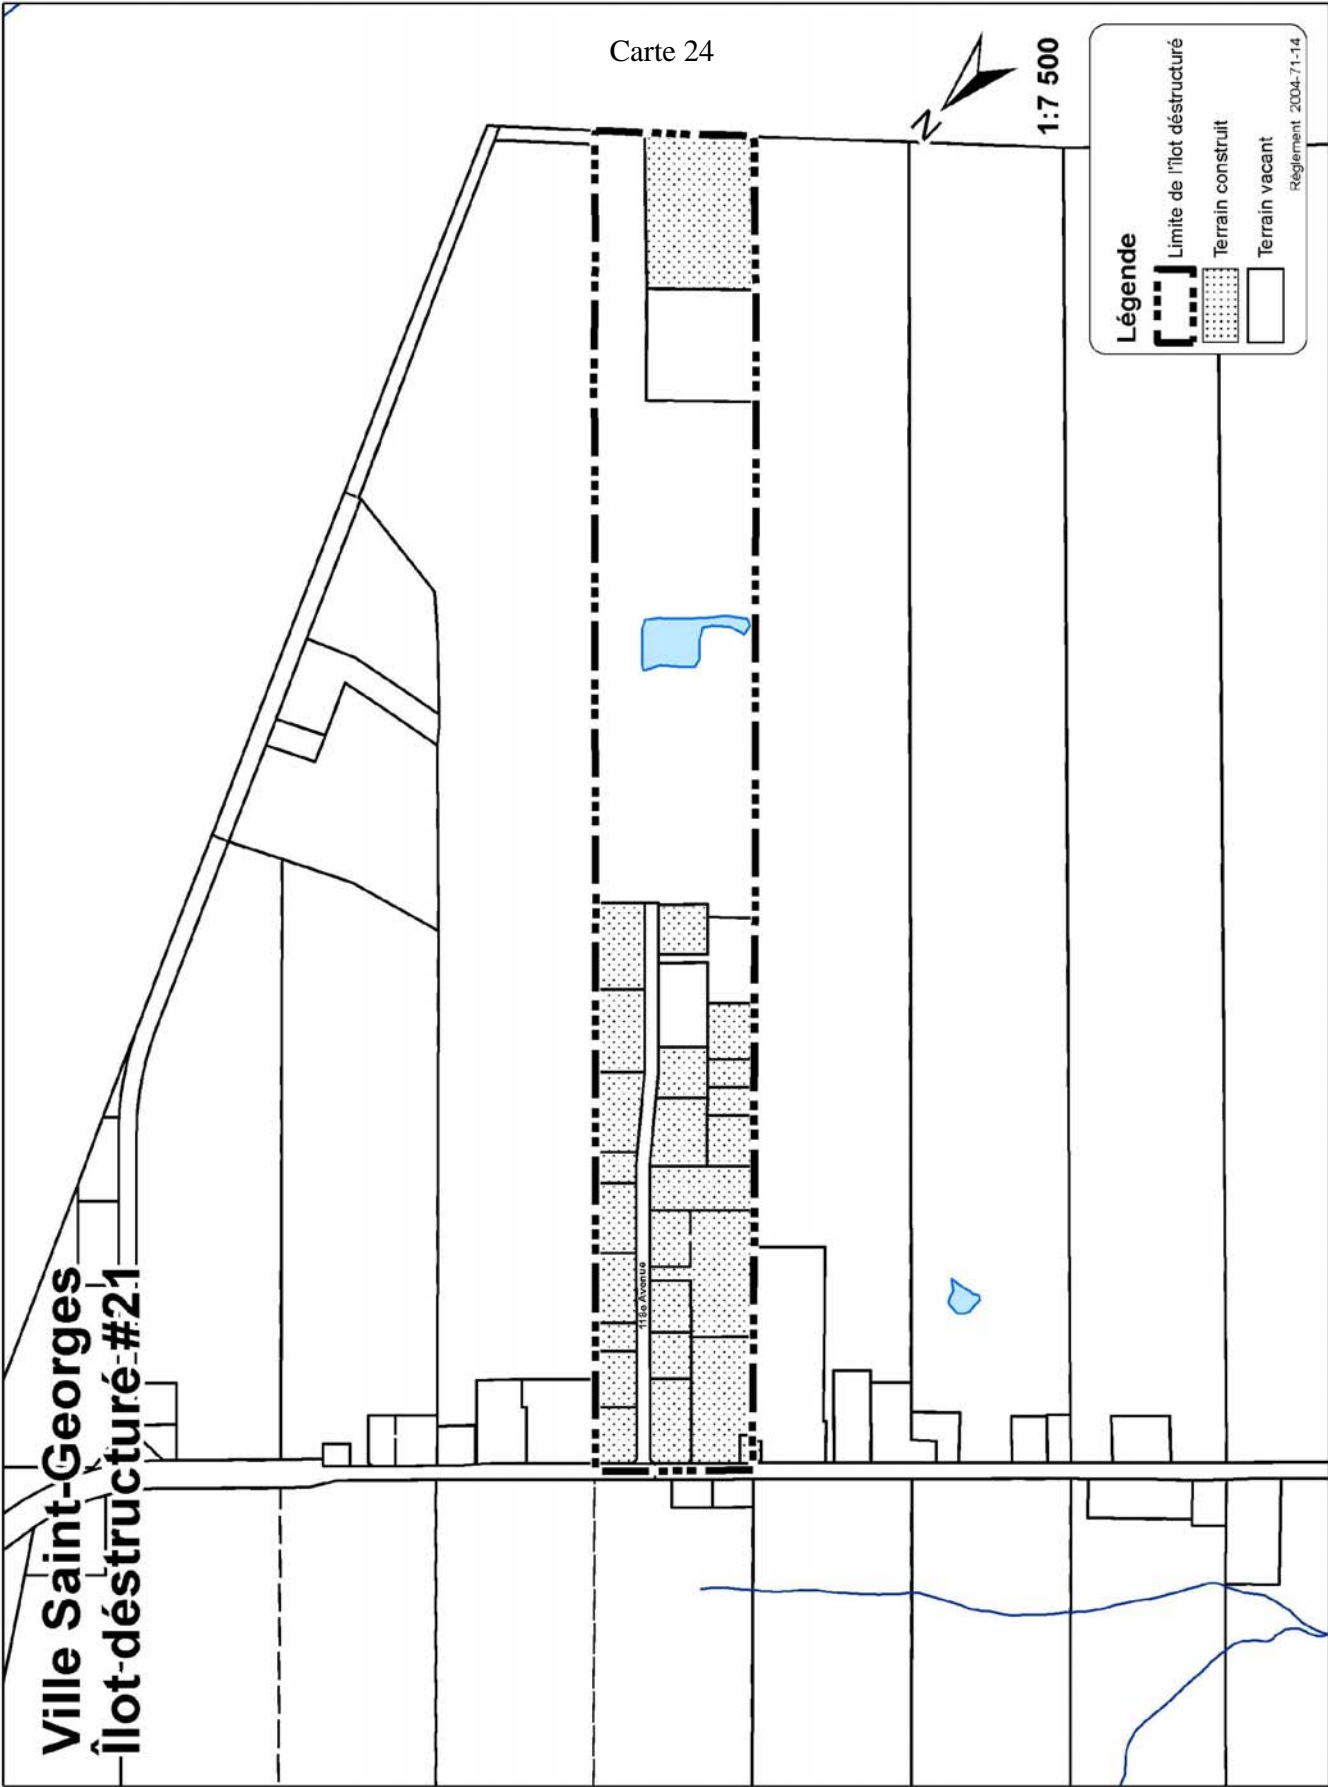 Carte 24
Ville Saint-Georges
Îlot déstructuré #21
118e Avenue
N
1:7 500
Légende
Limite de l'îlot déstructuré
Terrain construit
Terrain vacant
Réglement 2004-71-14